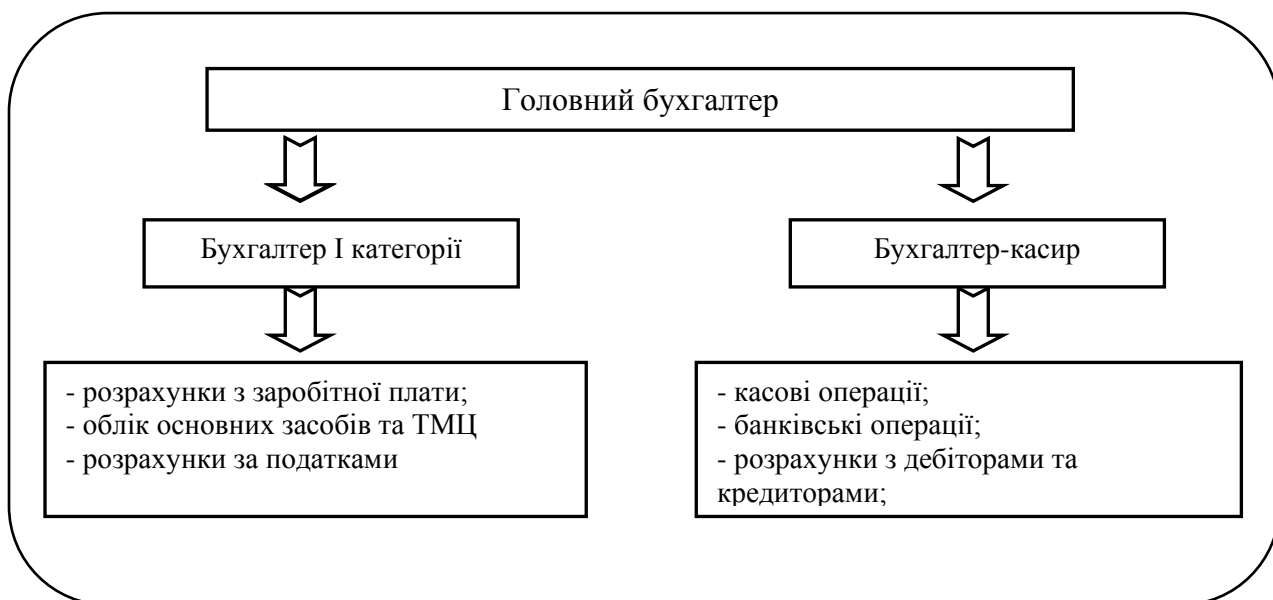 Головний бухгалтер
Бухгалтер І категорії
Бухгалтер-касир
- розрахунки з заробітної плати;
- облік основних засобів та ТМЦ
- розрахунки за податками
- касові операції;
- банківські операції;
- розрахунки з дебіторами та
кредиторами;